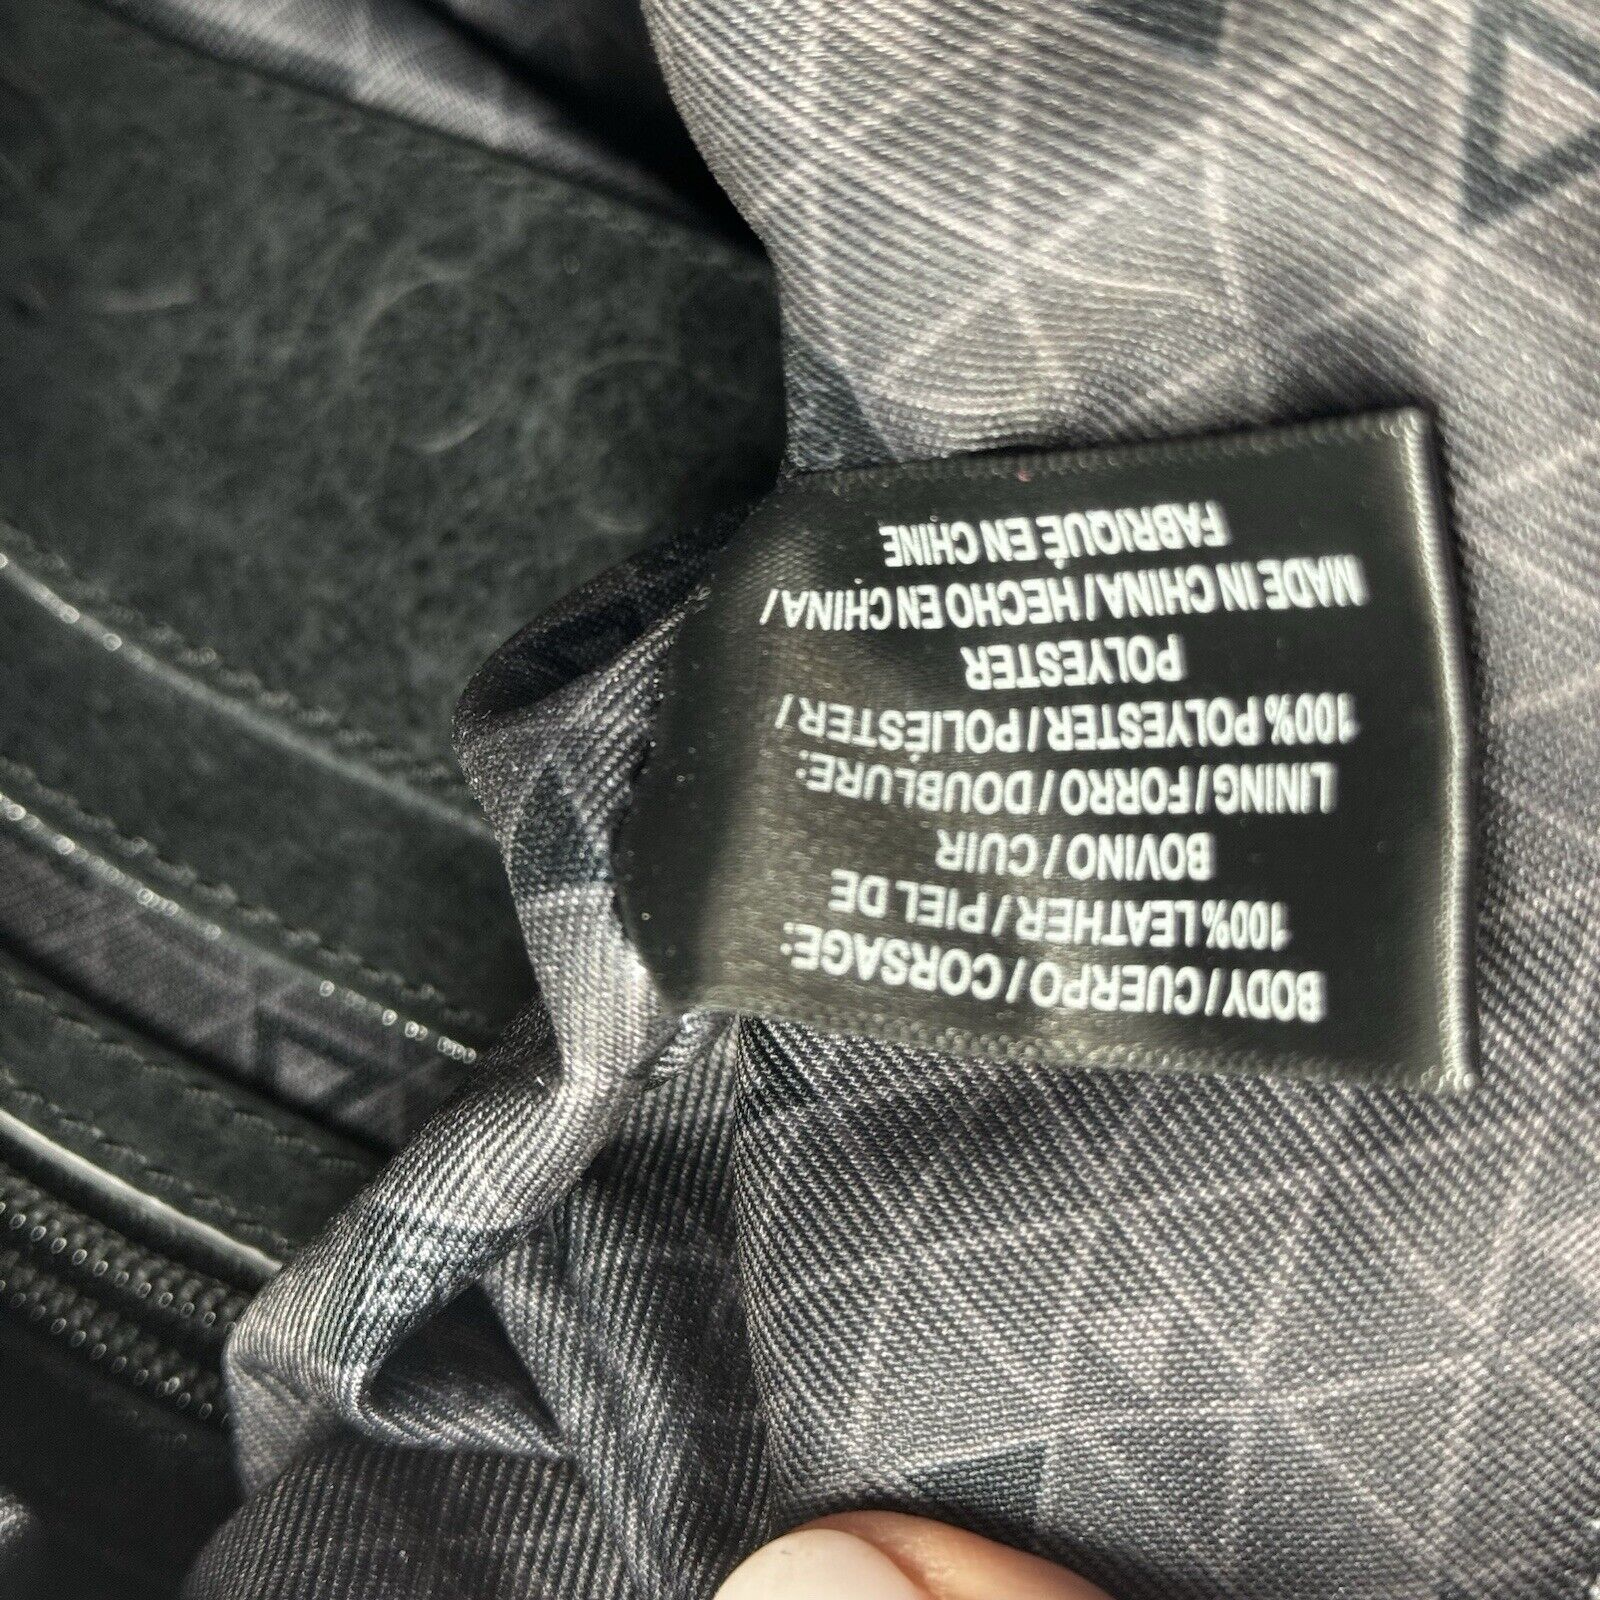 BODY / CUERPO / CORSAGE:
100% LEATHER / PIEL DE
BOVINO / CUIR
LINING / FORRO / DOUBLURE:
100% POLYESTER / POLIÉSTER /
POLYESTER
MADE IN CHINA / HECHO EN CHINA /
FABRIQUÉ EN CHINE